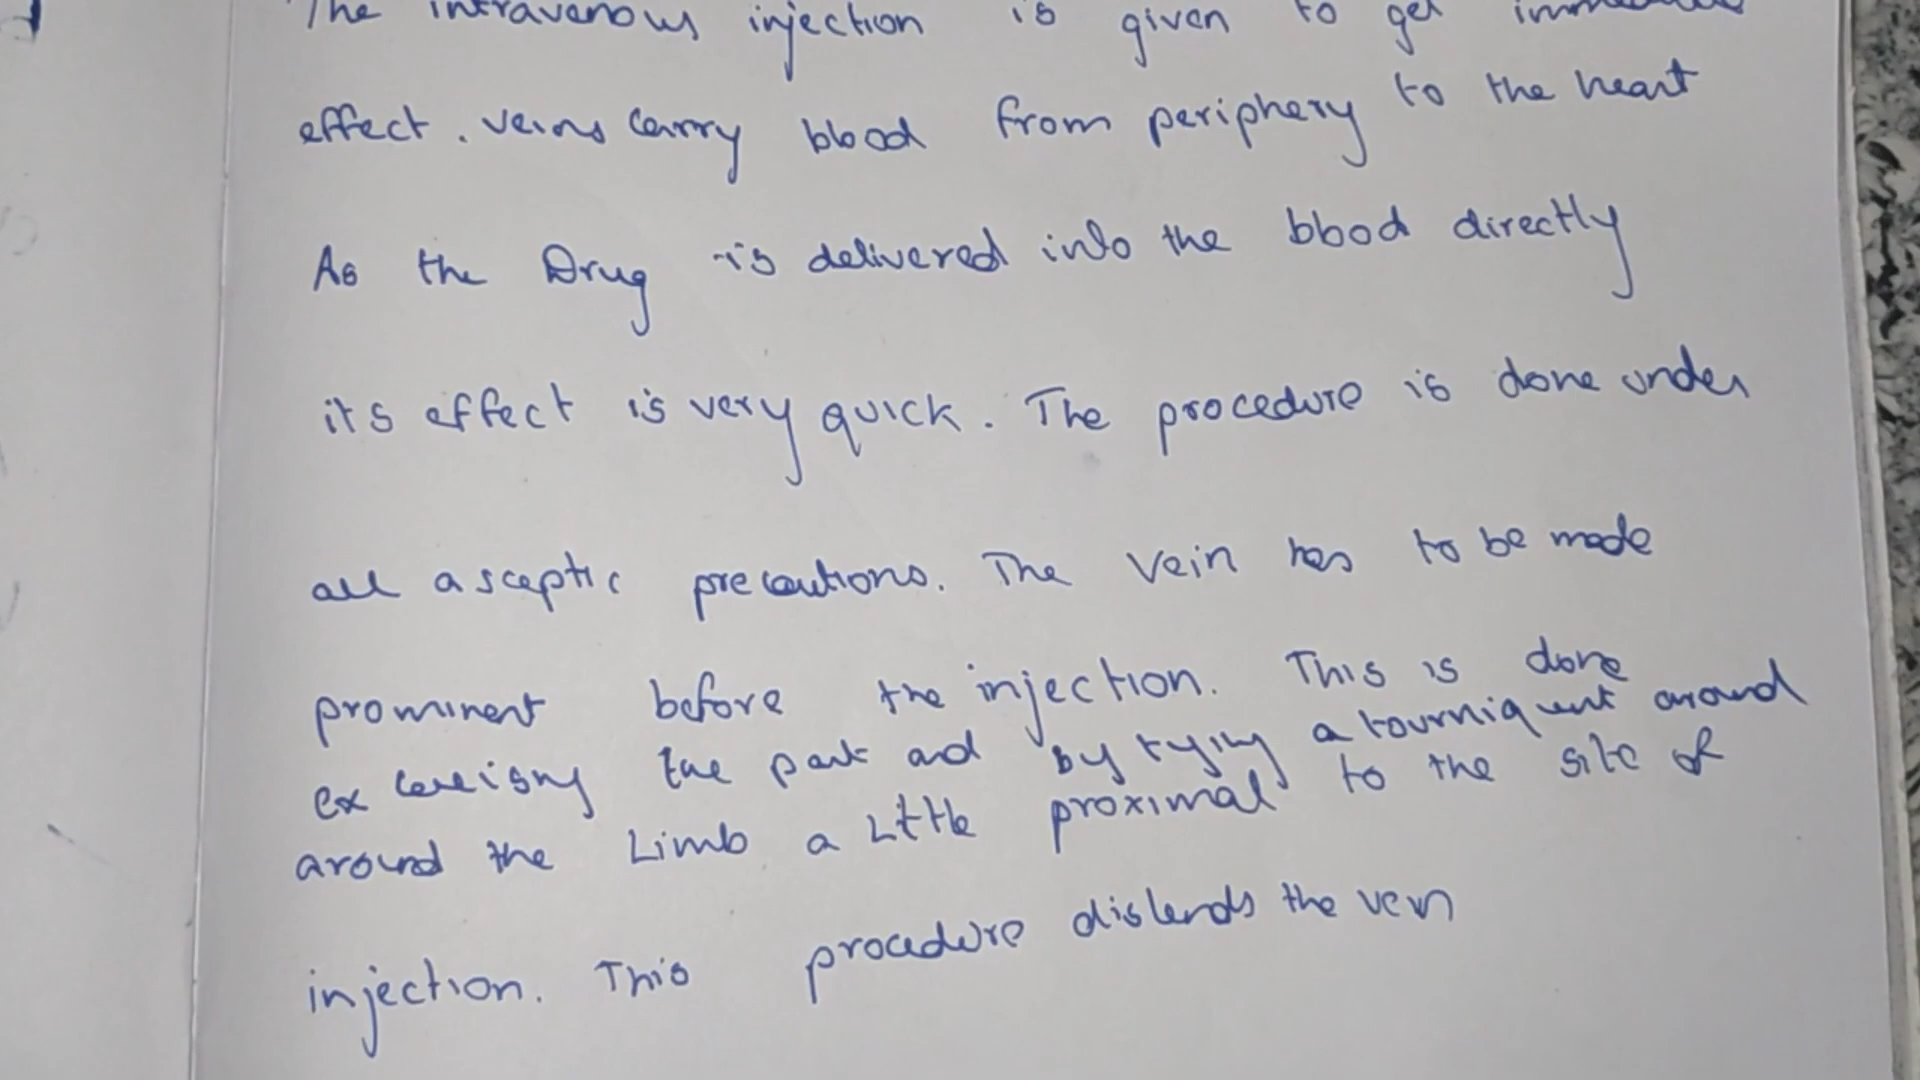 The intravenous injection is given to get immediate
effect. veins carry blood from periphery to the heart
As the Drug is delivered into the blood directly
its effect is very quick. The procedure is done under
all asceptic precautions. The vein has to be made
prominent before the injection. This is done
the part and by tying a tourniquent around
around the Limb a little proximal to the site of
injection. This procedure distends the vein